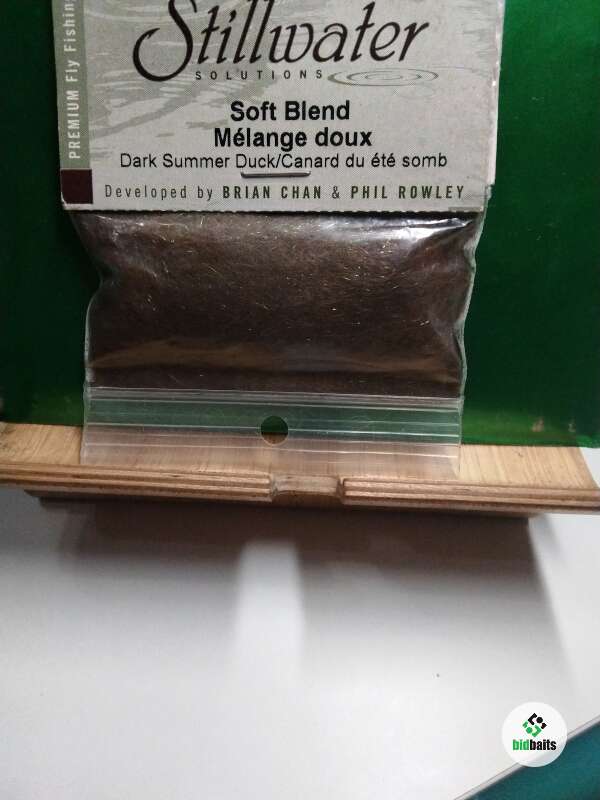 PREMIUM Fly Fishing
Stillwater
SOLUTIONS
Soft Blend
Mélange doux
Dark Summer Duck/Canard du été somb
Developed by BRIAN CHAN & PHIL ROWLEY
bidbaits